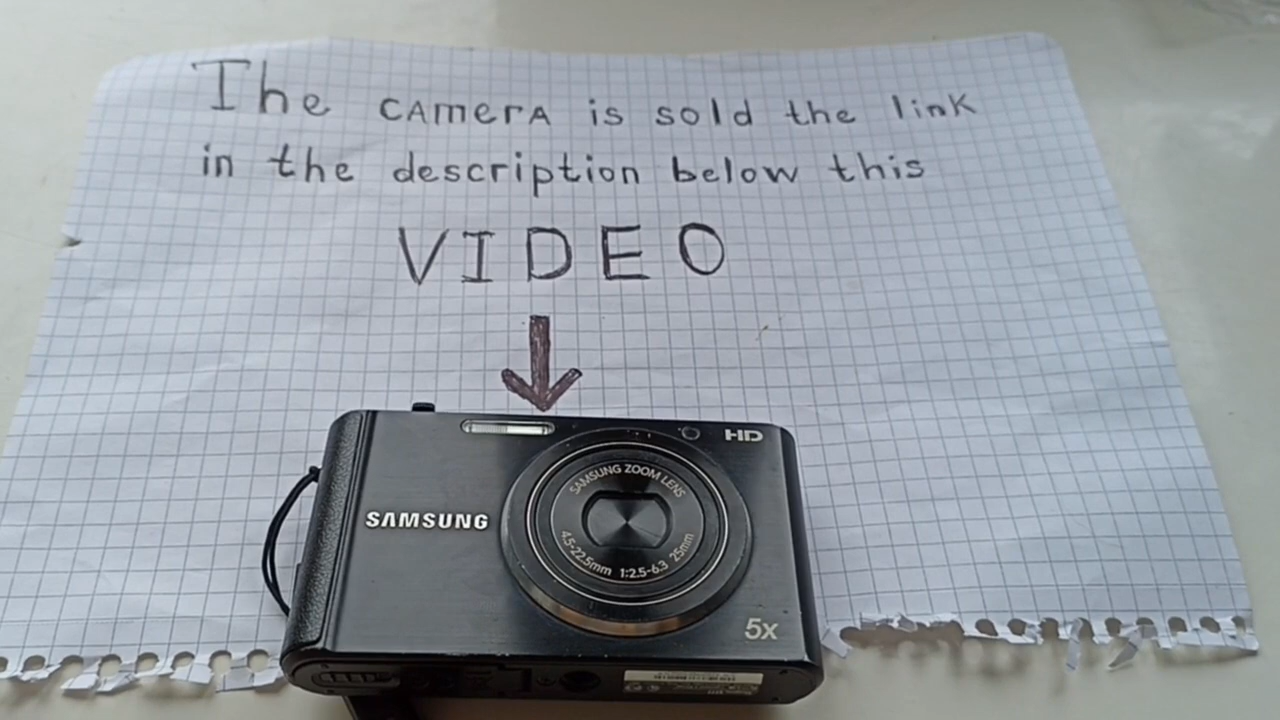 The camera is sold the link
in the description below this
VIDEO
HD
SAMSUNG ZOOM LENS
SAMSUNG
4.5-22.5mm 1:2.5-6.3 25mm
5x